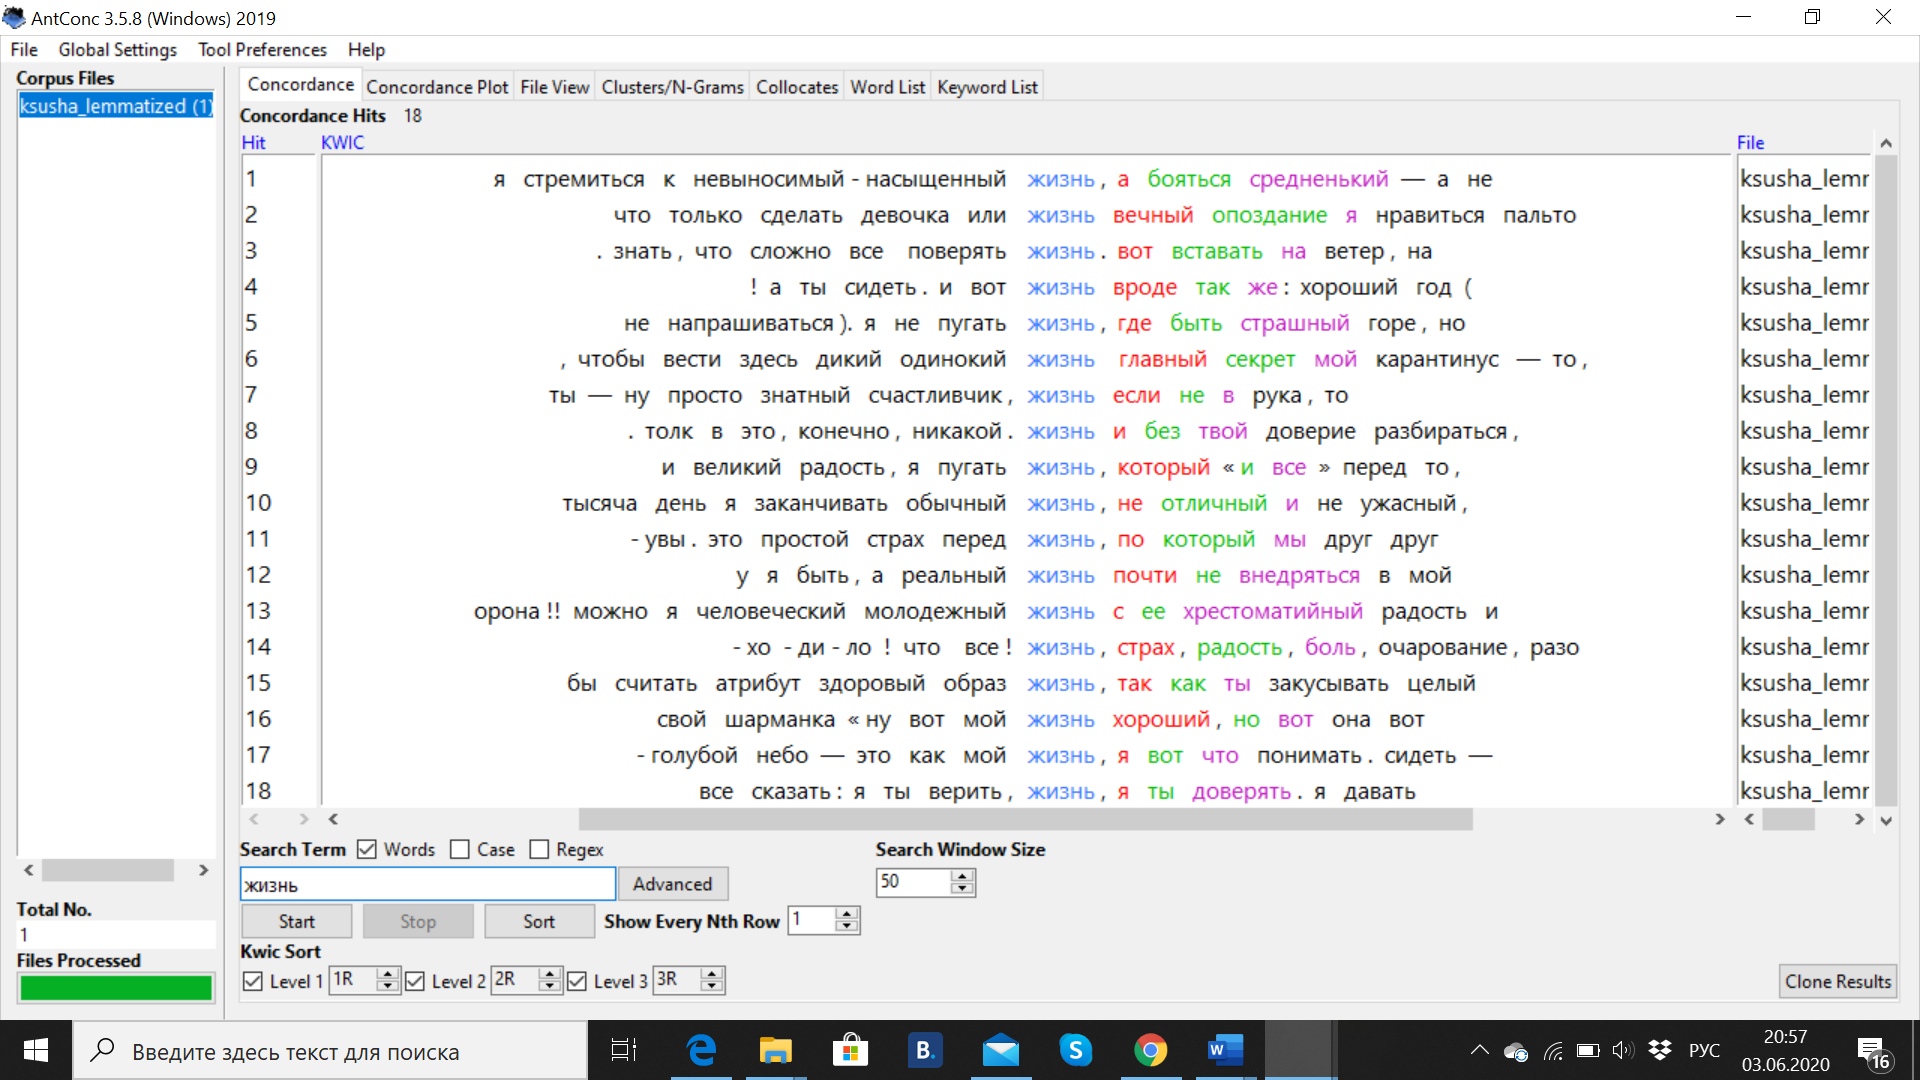 AntConc 3.5.8 (Windows) 2019
File Global Settings Tool Preferences Help
Corpus Files
ksusha_lemmatized (1)
Concordance Concordance Plot File View Clusters/N-Grams Collocates Word List Keyword List
Concordance Hits 18
Hit KWIC File
1 я стремиться к невыносимый - насыщенный жизнь, а бояться средненький — а не ksusha_lemr
2 что только сделать девочка или жизнь вечный опоздание я нравиться пальто ksusha_lemr
3 . знать, что сложно все поверять жизнь. вот вставать на ветер, на ksusha_lemr
4 ! а ты сидеть. и вот жизнь вроде так же: хороший год ( ksusha_lemr
5 не напрашиваться). я не пугать жизнь, где быть страшный горе, но ksusha_lemr
6 , чтобы вести здесь дикий одинокий жизнь главный секрет мой карантинус — то, ksusha_lemr
7 ты — ну просто знатный счастливчик, жизнь если не в рука, то ksusha_lemr
8 . толк в это, конечно, никакой. жизнь и без твой доверие разбираться, ksusha_lemr
9 и великий радость, я пугать жизнь, который « и все » перед то, ksusha_lemr
10 тысяча день я заканчивать обычный жизнь, не отличный и не ужасный, ksusha_lemr
11 - увы. это простой страх перед жизнь, по который мы друг друг ksusha_lemr
12 у я быть, а реальный жизнь почти не внедряться в мой ksusha_lemr
13 орона !! можно я человеческий молодежный жизнь с ее хрестоматийный радость и ksusha_lemr
14 - хо - ди - ло ! что все ! жизнь, страх, радость, боль, очарование, разо ksusha_lemr
15 бы считать атрибут здоровый образ жизнь, так как ты закусывать целый ksusha_lemr
16 свой шарманка « ну вот мой жизнь хороший, но вот она вот ksusha_lemr
17 - голубой небо — это как мой жизнь, я вот что понимать. сидеть — ksusha_lemr
18 все сказать: я ты верить, жизнь, я ты доверять. я давать ksusha_lemr
Search Term Words Case Regex Search Window Size
жизнь Advanced 50
Total No.
1
Start Stop Sort Show Every Nth Row 1
Files Processed
Kwic Sort
Level 1 1R Level 2 2R Level 3 3R Clone Results
Введите здесь текст для поиска
B.
S
W
РУС
20:57
03.06.2020
16